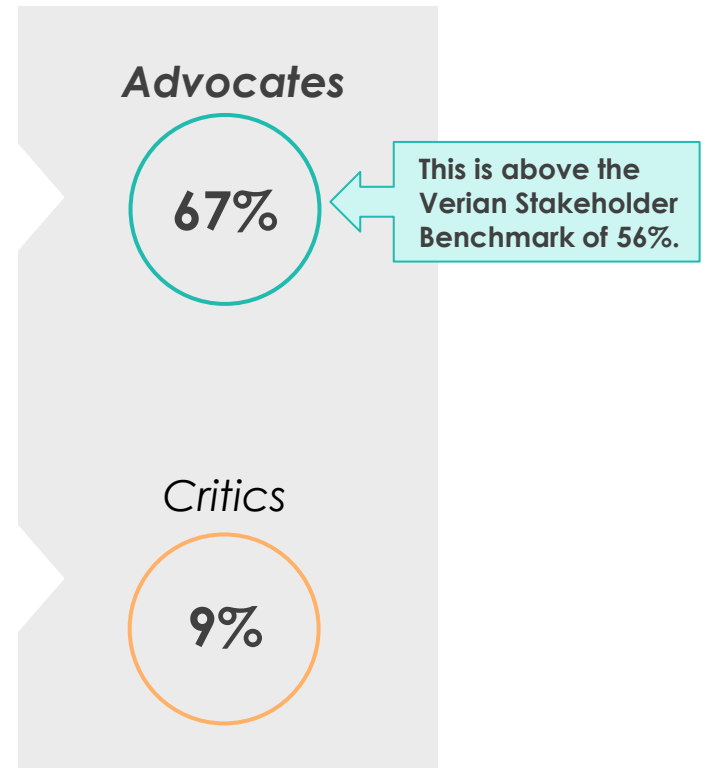 Advocates
67%
This is above the
Verian Stakeholder
Benchmark of 56%.
Critics
9%